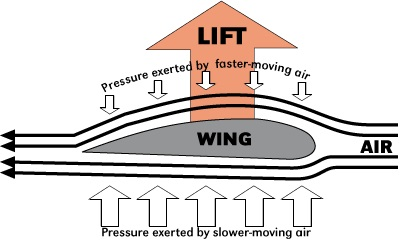 LIFT
Pressure exerted by faster-moving air
WING
AIR
Pressure exerted by slower-moving air